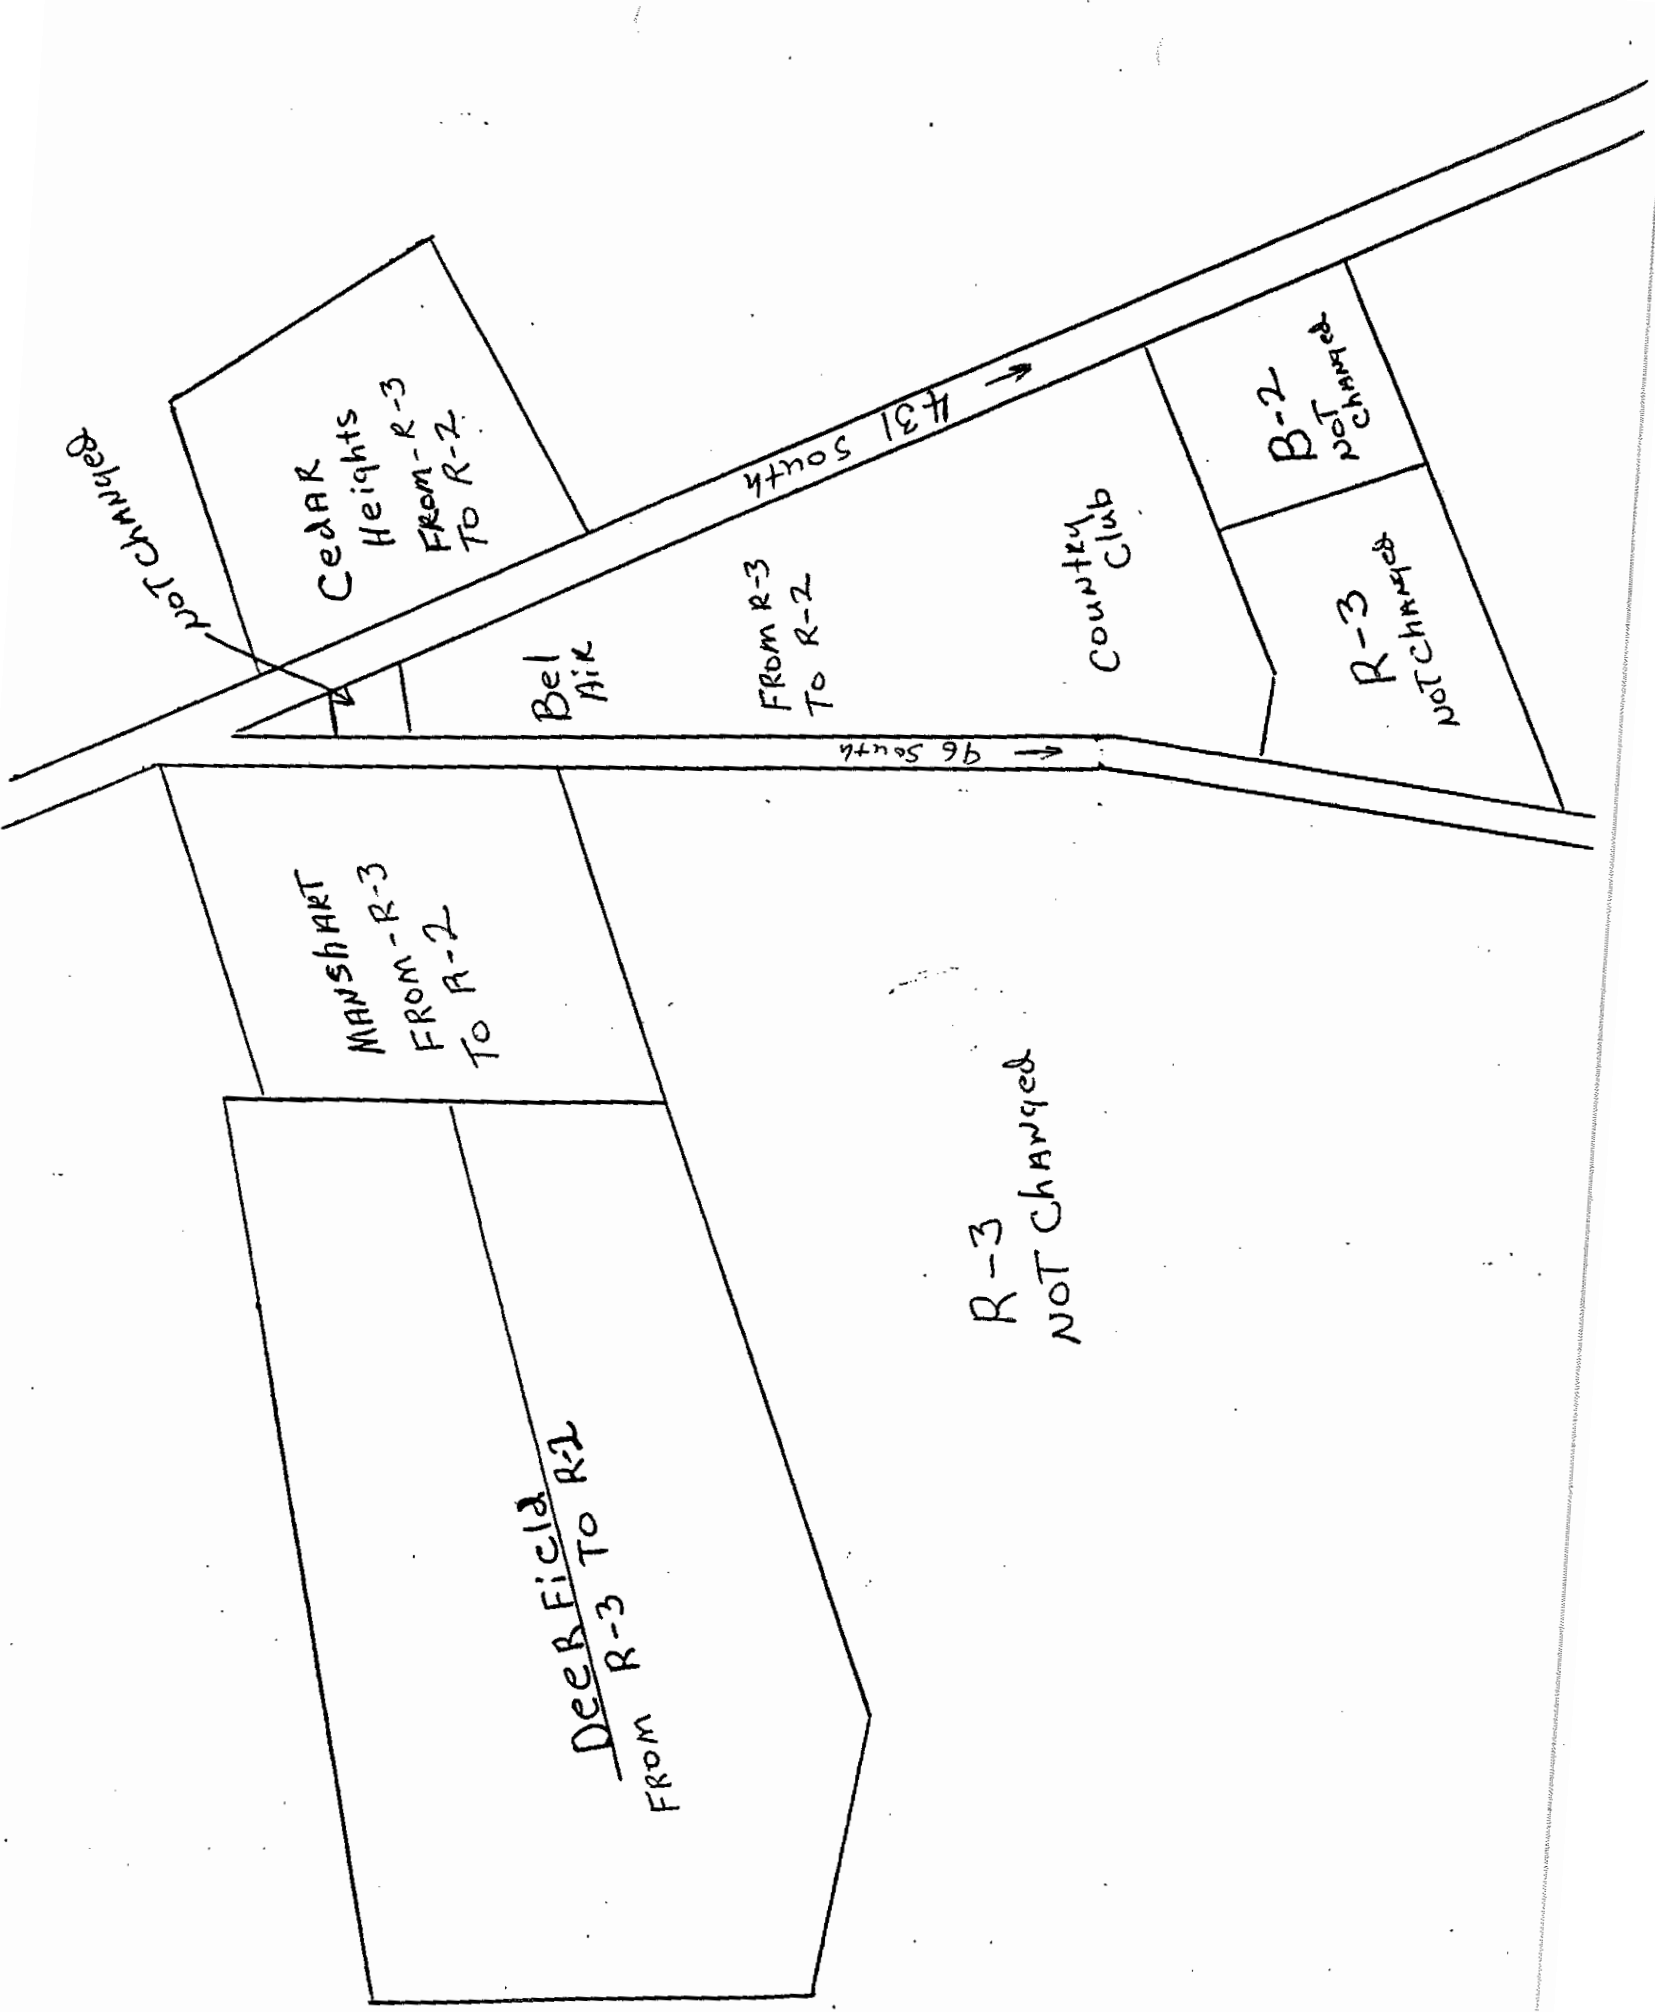 NOT ChANged
CedAR
Heights
FROM-R-3
TO R-2
431
South
Bel
AiR
FROM R-3
TO R-2
COUNTRY
Club
B-2
NOT
ChANged
R-3
NOT ChANged
96 South
MANShART
FROM-R-3
TO R-2
DeeRField
FROM R-3 TO R-1
R-3
NOT ChANged